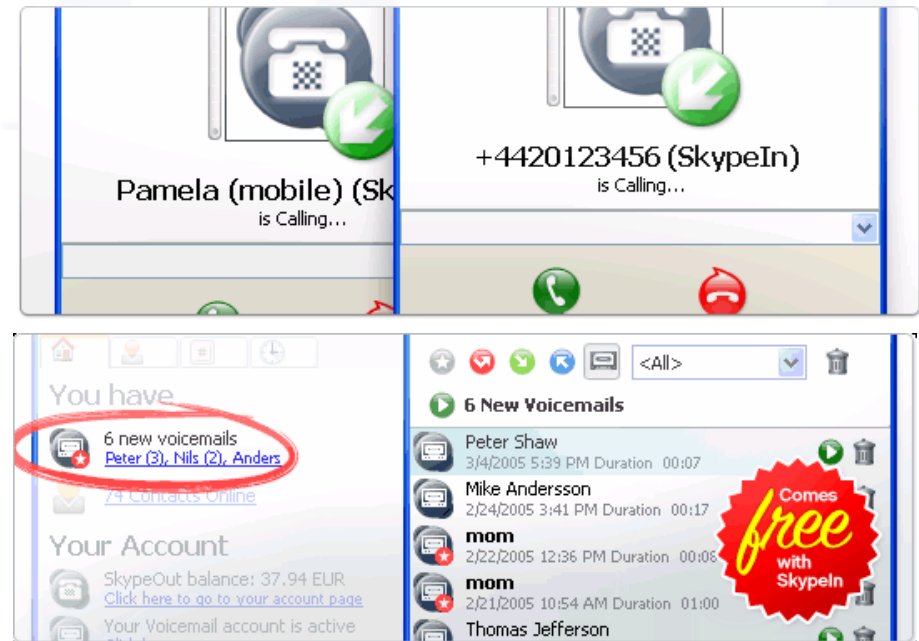 Pamela (mobile) (Sk
is Calling...
+4420123456 (SkypeIn)
is Calling...
You have
6 new voicemails
Peter (3), Nils (2), Anders
74 Contacts Online
Your Account
SkypeOut balance: 37.94 EUR
Click here to go to your account page
Your Voicemail account is active
<All>
6 New Voicemails
Peter Shaw
3/4/2005 5:39 PM Duration 00:07
Mike Andersson
2/24/2005 3:41 PM Duration 00:17
mom
2/22/2005 12:36 PM Duration 00:08
mom
2/21/2005 10:54 AM Duration 01:00
Thomas Jefferson
Comes
free
with
SkypeIn